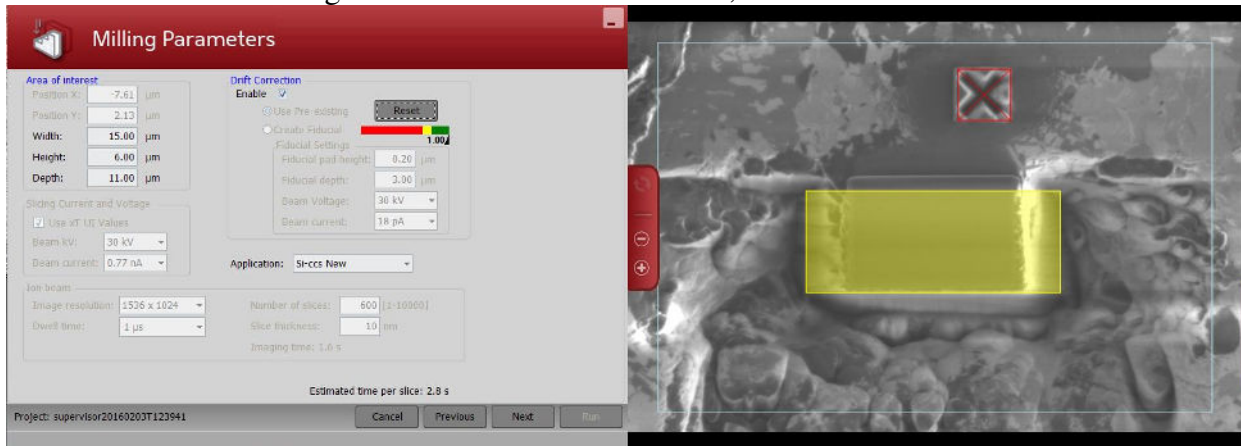 Milling Parameters
Area of interest
Position X: -7.61 µm
Position Y: 2.13 µm
Width: 15.00 µm
Height: 6.00 µm
Depth: 11.00 µm
Slicing Current and Voltage
Use xT UI Values
Beam kV: 30 kV
Beam current: 0.77 nA
Ion beam
Image resolution: 1536 x 1024
Dwell time: 1 µs
Drift Correction
Enable
Use Pre-existing
Reset
Create Fiducial
1.00
Fiducial Settings
Fiducial pad height: 0.20 µm
Fiducial depth: 3.00 µm
Beam Voltage: 30 kV
Beam current: 18 pA
Application: Si-ccs New
Number of slices: 600 [1-10000]
Slice thickness: 10 nm
Imaging time: 1.6 s
Estimated time per slice: 2.8 s
Project: supervisor20160203T123941
Cancel
Previous
Next
Run